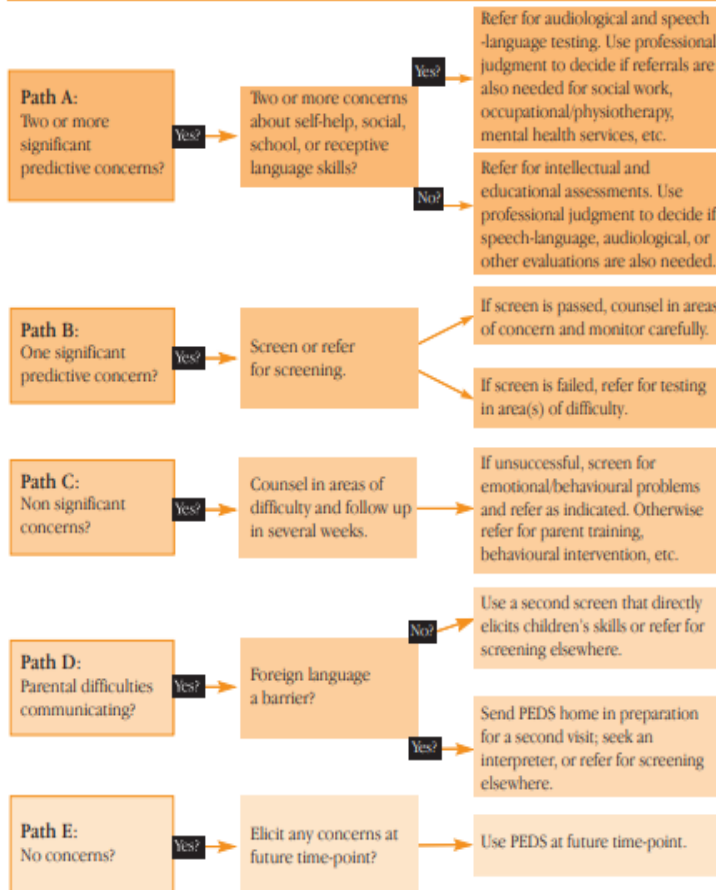 Path A:
Two or more
significant
predictive concerns?
Yes?
Two or more concerns
about self-help, social,
school, or receptive
language skills?
Yes?
Refer for audiological and speech
-language testing. Use professional
judgment to decide if referrals are
also needed for social work,
occupational/physiotherapy,
mental health services, etc.
No?
Refer for intellectual and
educational assessments. Use
professional judgment to decide if
speech-language, audiological, or
other evaluations are also needed.
Path B:
One significant
predictive concern?
Yes?
Screen or refer
for screening.
If screen is passed, counsel in areas
of concern and monitor carefully.
If screen is failed, refer for testing
in area(s) of difficulty.
Path C:
Non significant
concerns?
Yes?
Counsel in areas of
difficulty and follow up
in several weeks.
If unsuccessful, screen for
emotional/behavioural problems
and refer as indicated. Otherwise
refer for parent training,
behavioural intervention, etc.
Path D:
Parental difficulties
communicating?
Yes?
Foreign language
a barrier?
No?
Use a second screen that directly
elicits children's skills or refer for
screening elsewhere.
Yes?
Send PEDS home in preparation
for a second visit; seek an
interpreter, or refer for screening
elsewhere.
Path E:
No concerns?
Yes?
Elicit any concerns at
future time-point?
Use PEDS at future time-point.